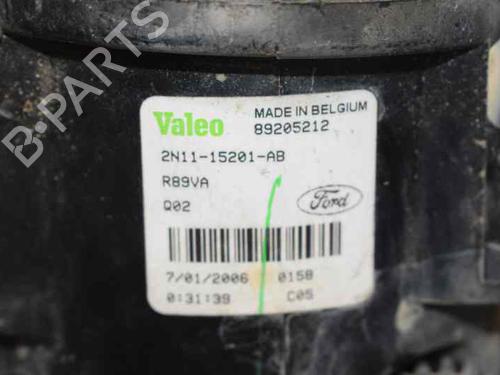 B-PARTS
Valeo
MADE IN BELGIUM
89205212
2N11-15201-AB
R89VA
Q02
Ford
7/01/2006 0158
0:31:39 C05